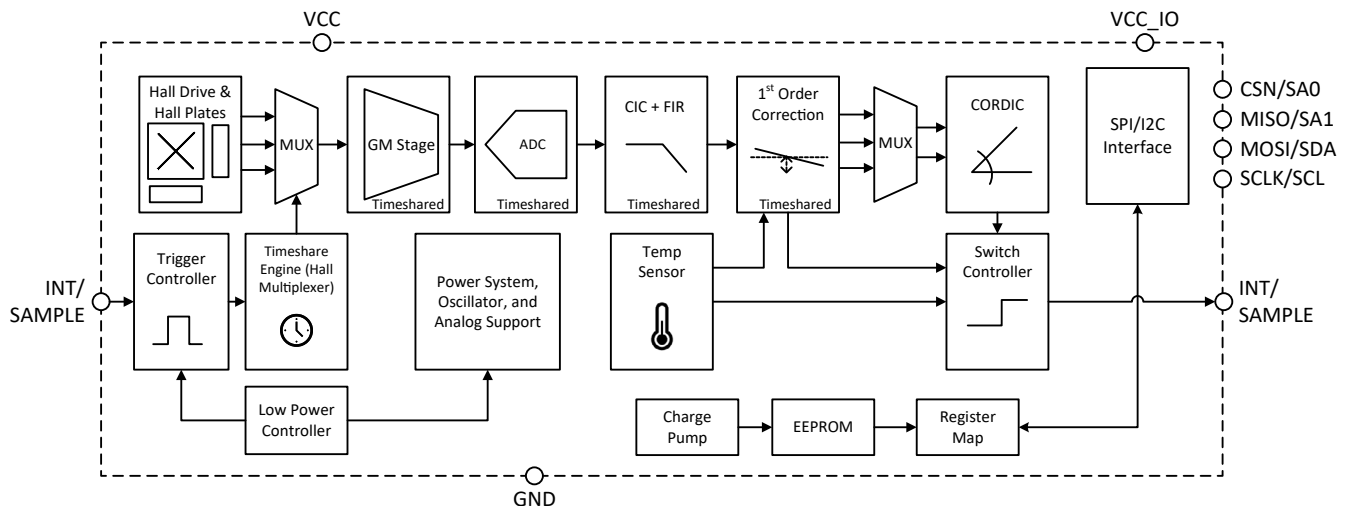 VCC
VCC_IO
Hall Drive &
Hall Plates
MUX
GM Stage
Timeshared
ADC
Timeshared
CIC + FIR
Timeshared
1st Order
Correction
Timeshared
MUX
CORDIC
SPI/I2C
Interface
CSN/SA0
MISO/SA1
MOSI/SDA
SCLK/SCL
INT/
SAMPLE
Trigger
Controller
Timeshare
Engine (Hall
Multiplexer)
Power System,
Oscillator, and
Analog Support
Temp
Sensor
Switch
Controller
INT/
SAMPLE
Low Power
Controller
Charge
Pump
EEPROM
Register
Map
GND